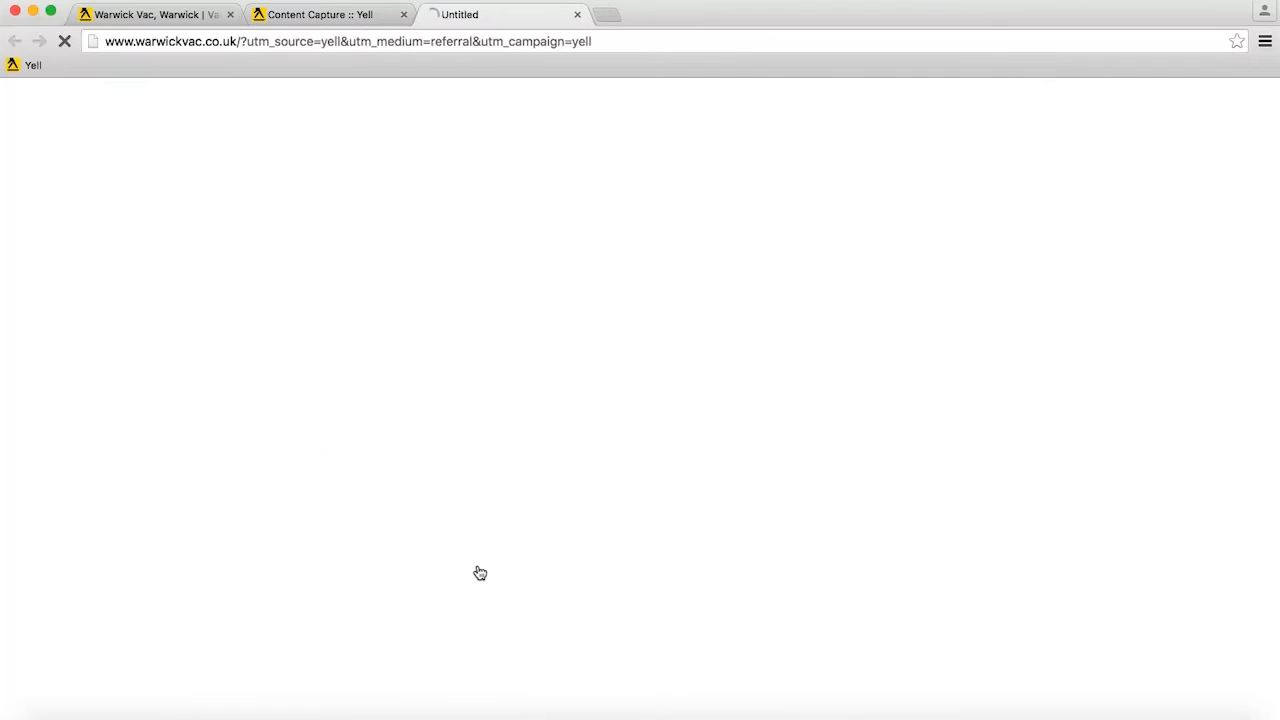 Warwick Vac, Warwick | Va
Content Capture :: Yell
Untitled
www.warwickvac.co.uk/?utm_source=yell&utm_medium=referral&utm_campaign=yell
Yell